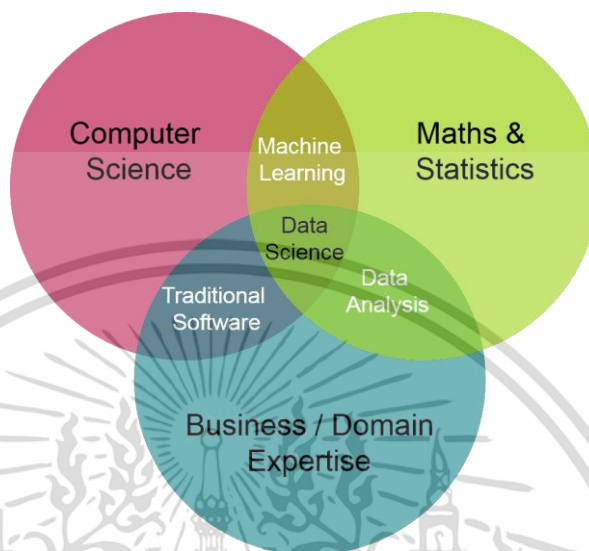 Computer
Science
Machine
Learning
Maths &
Statistics
Data
Science
Traditional
Software
Data
Analysis
Business / Domain
Expertise